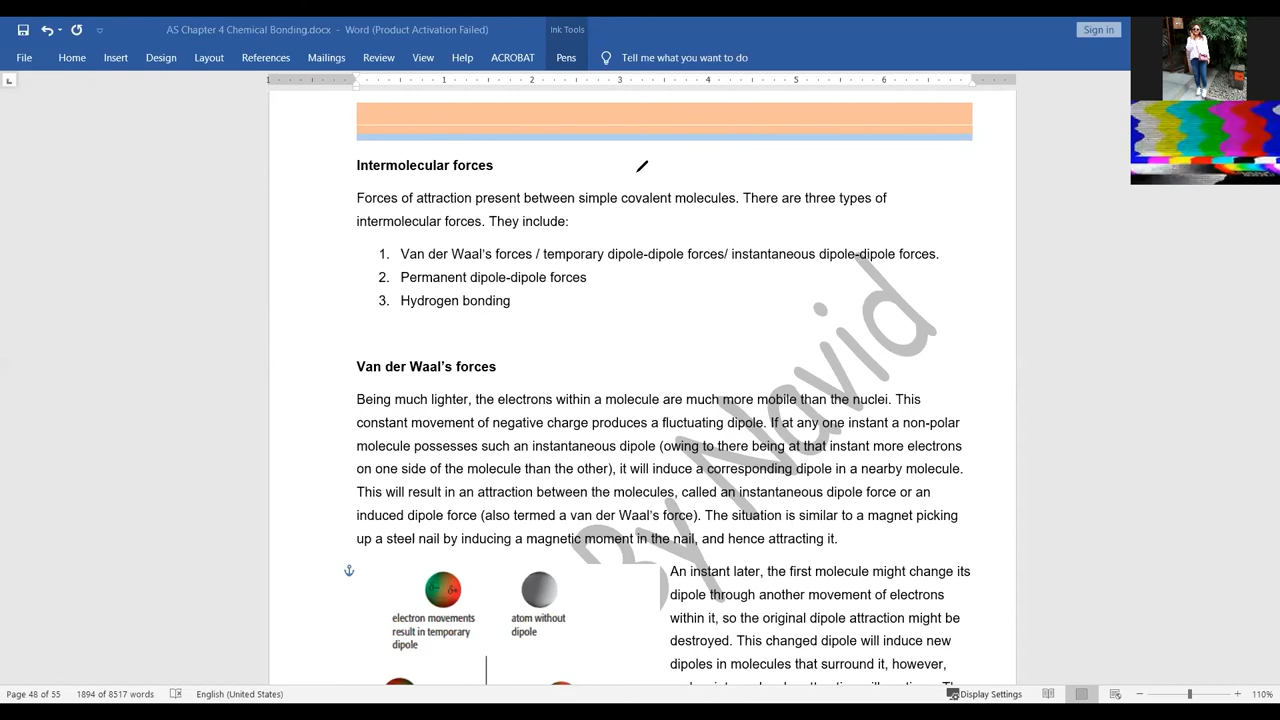 AS Chapter 4 Chemical Bonding.docx - Word (Product Activation Failed)
Ink Tools
Sign in
File Home Insert Design Layout References Mailings Review View Help ACROBAT Pens Tell me what you want to do
1 1 2 3 4 5 6
Intermolecular forces
Forces of attraction present between simple covalent molecules. There are three types of
intermolecular forces. They include:
1. Van der Waal's forces / temporary dipole-dipole forces/ instantaneous dipole-dipole forces.
2. Permanent dipole-dipole forces
3. Hydrogen bonding
Van der Waal's forces
Being much lighter, the electrons within a molecule are much more mobile than the nuclei. This
constant movement of negative charge produces a fluctuating dipole. If at any one instant a non-polar
molecule possesses such an instantaneous dipole (owing to there being at that instant more electrons
on one side of the molecule than the other), it will induce a corresponding dipole in a nearby molecule.
This will result in an attraction between the molecules, called an instantaneous dipole force or an
induced dipole force (also termed a van der Waal's force). The situation is similar to a magnet picking
up a steel nail by inducing a magnetic moment in the nail, and hence attracting it.
By Navid
δ− δ+
electron movements
result in temporary
dipole
atom without
dipole
An instant later, the first molecule might change its
dipole through another movement of electrons
within it, so the original dipole attraction might be
destroyed. This changed dipole will induce new
dipoles in molecules that surround it, however,
Page 48 of 55 1894 of 8517 words English (United States) Display Settings 110%